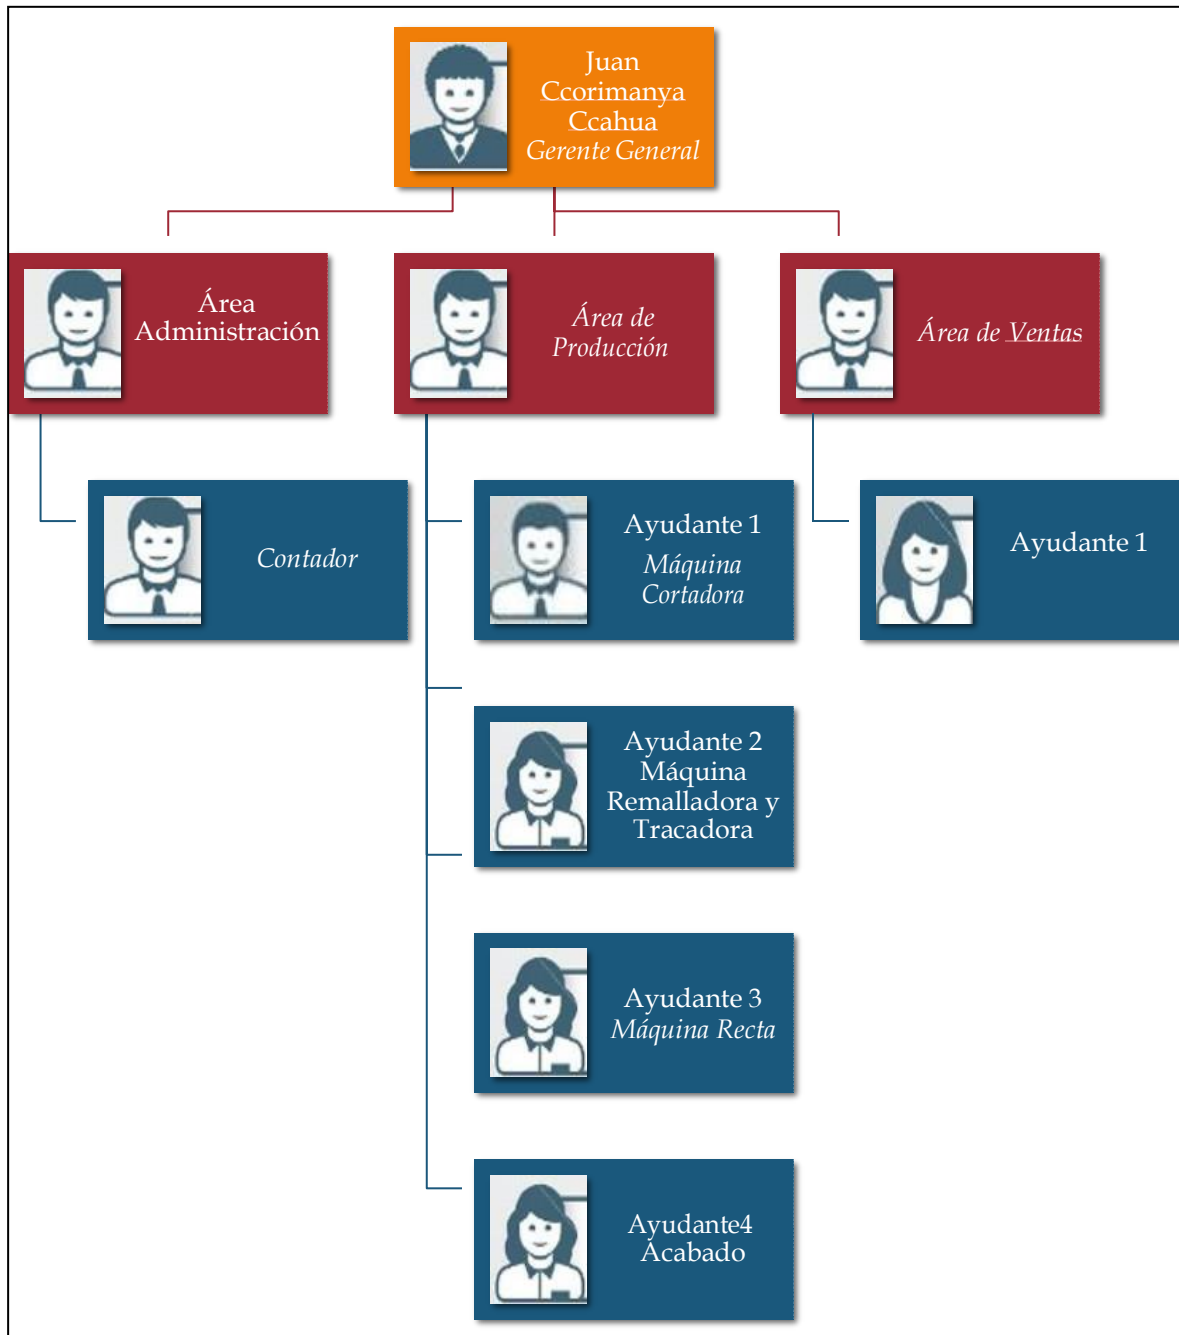 Juan
Ccorimanya
Ccahua
Gerente General
Área
Administración
Área de
Producción
Área de Ventas
Contador
Ayudante 1
Máquina
Cortadora
Ayudante 1
Ayudante 2
Máquina
Remalladora y
Tracadora
Ayudante 3
Máquina Recta
Ayudante4
Acabado